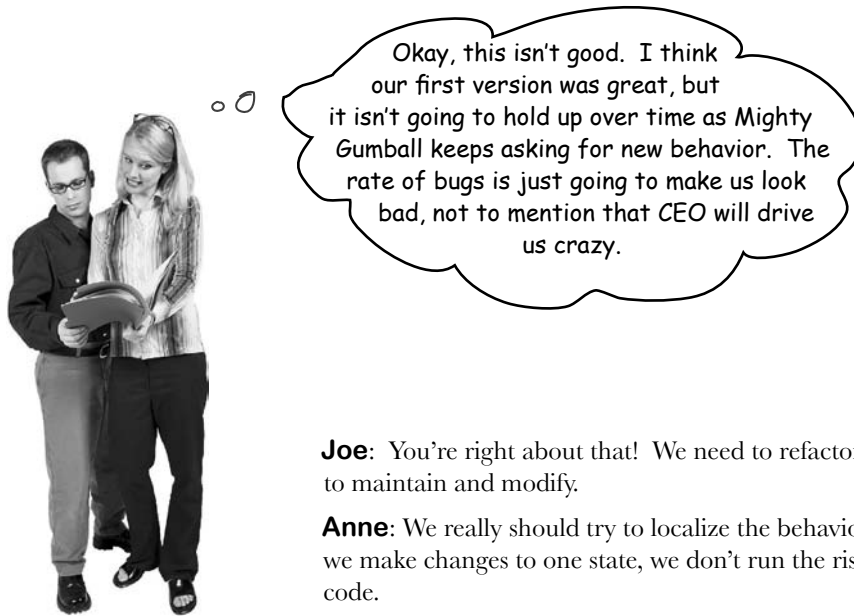 Okay, this isn't good. I think
our first version was great, but
it isn't going to hold up over time as Mighty
Gumball keeps asking for new behavior. The
rate of bugs is just going to make us look
bad, not to mention that CEO will drive
us crazy.
Joe: You're right about that! We need to refactor
to maintain and modify.
Anne: We really should try to localize the behavio
we make changes to one state, we don't run the ris
code.